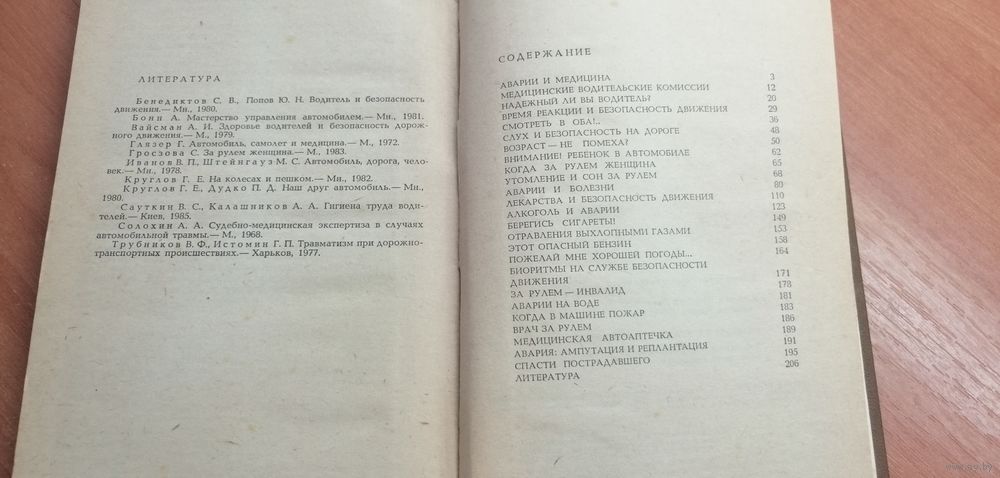 ЛИТЕРАТУРА
Бенедиктов С. В., Попов Ю. Н. Водитель и безопасность
движения.— Мн., 1980.
Бонн А. Мастерство управления автомобилем.— Мн., 1981.
Вайсман А. И. Здоровье водителей и безопасность дорож-
ного движения.— М., 1979.
Глязер Г. Автомобиль, самолет и медицина.— М., 1972.
Гроссова С. За рулем женщина.— М., 1983.
Иванов В. П., Штейнгауз М. С. Автомобиль, дорога, чело-
век.— Мн., 1978.
Круглов Г. Е. На колесах и пешком.— Мн., 1982.
Круглов Г. Е., Дудко П. Д. Наш друг автомобиль.— Мн.,
1980.
Сауткин В. С., Калашников А. А. Гигиена труда води-
телей.— Киев, 1985.
Солохин А. А. Судебно-медицинская экспертиза в случаях
автомобильной травмы.— М., 1968.
Трубников В. Ф., Истомин Г. П. Травматизм при дорожно-
транспортных происшествиях.— Харьков, 1977.
СОДЕРЖАНИЕ
АВАРИИ И МЕДИЦИНА 3
МЕДИЦИНСКИЕ ВОДИТЕЛЬСКИЕ КОМИССИИ 12
НАДЕЖНЫЙ ЛИ ВЫ ВОДИТЕЛЬ? 20
ВРЕМЯ РЕАКЦИИ И БЕЗОПАСНОСТЬ ДВИЖЕНИЯ 29
СМОТРЕТЬ В ОБА!.. 36
СЛУХ И БЕЗОПАСНОСТЬ НА ДОРОГЕ 48
ВОЗРАСТ — НЕ ПОМЕХА? 50
ВНИМАНИЕ! РЕБЕНОК В АВТОМОБИЛЕ 62
КОГДА ЗА РУЛЕМ ЖЕНЩИНА 65
УТОМЛЕНИЕ И СОН ЗА РУЛЕМ 68
АВАРИИ И БОЛЕЗНИ 80
ЛЕКАРСТВА И БЕЗОПАСНОСТЬ ДВИЖЕНИЯ 110
АЛКОГОЛЬ И АВАРИИ 123
БЕРЕГИСЬ СИГАРЕТЫ! 149
ОТРАВЛЕНИЯ ВЫХЛОПНЫМИ ГАЗАМИ 153
ЭТОТ ОПАСНЫЙ БЕНЗИН 158
ПОЖЕЛАЙ МНЕ ХОРОШЕЙ ПОГОДЫ... 164
БИОРИТМЫ НА СЛУЖБЕ БЕЗОПАСНОСТИ
ДВИЖЕНИЯ 171
ЗА РУЛЕМ — ИНВАЛИД 178
АВАРИИ НА ВОДЕ 181
КОГДА В МАШИНЕ ПОЖАР 183
ВРАЧ ЗА РУЛЕМ 186
МЕДИЦИНСКАЯ АВТОАПТЕЧКА 189
АВАРИЯ: АМПУТАЦИЯ И РЕПЛАНТАЦИЯ 191
СПАСТИ ПОСТРАДАВШЕГО 195
ЛИТЕРАТУРА 206
www.ay.by